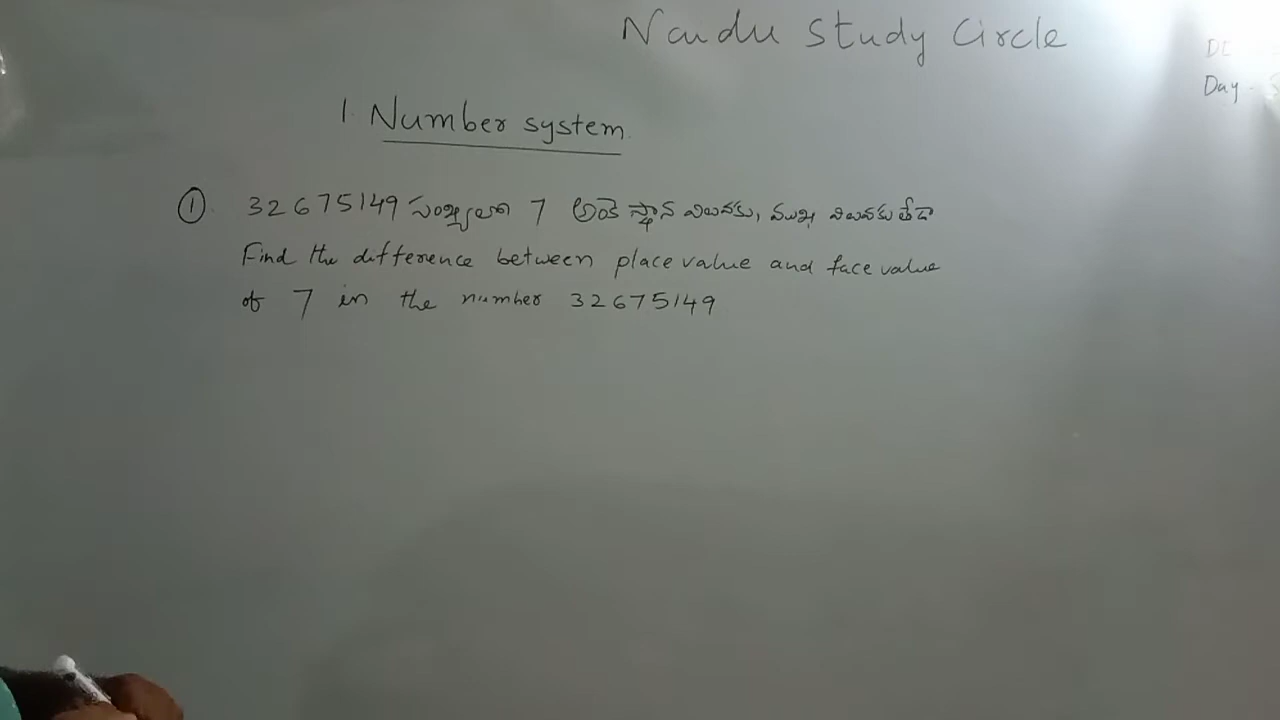 Naidu Study Circle
Day
1. Number system
① 32675149 సంఖ్యలో 7 యొక్క స్థాన విలువకు, ముఖ విలువకు తేడా
Find the difference between place value and face value
of 7 in the number 32675149